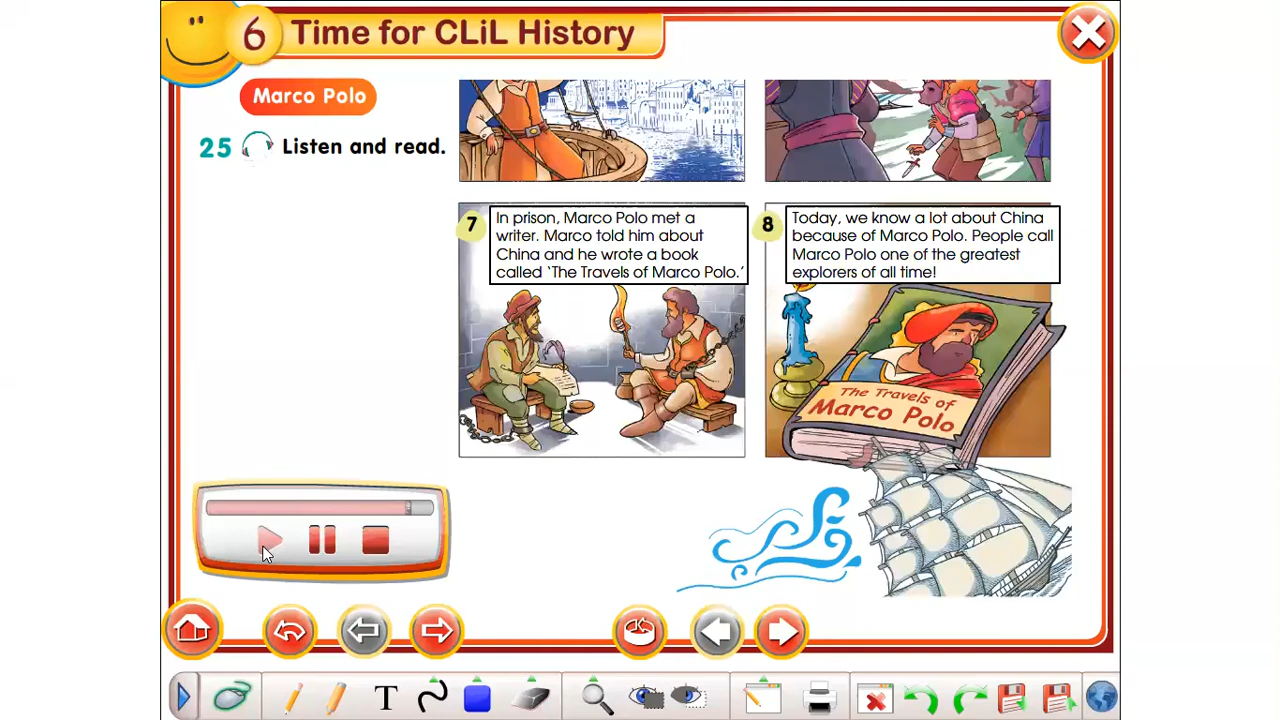 6 Time for CLiL History
Marco Polo
25 Listen and read.
7 In prison, Marco Polo met a
writer. Marco told him about
China and he wrote a book
called ‘The Travels of Marco Polo.’
8 Today, we know a lot about China
because of Marco Polo. People call
Marco Polo one of the greatest
explorers of all time!
The Travels of
Marco Polo
T